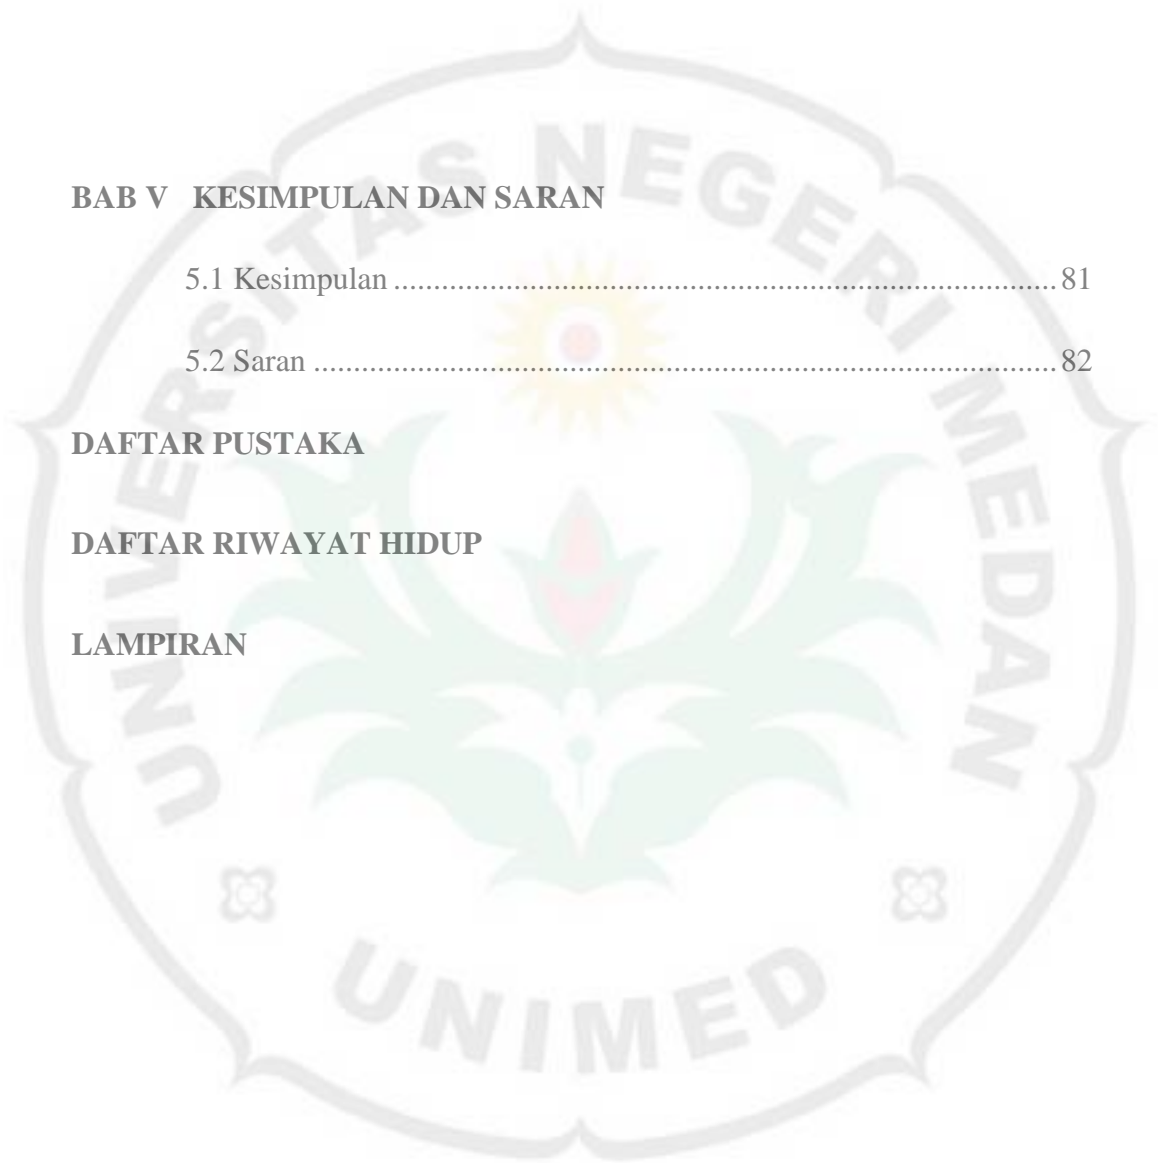 UNIVERSITAS NEGERI MEDAN
BAB V KESIMPULAN DAN SARAN
5.1 Kesimpulan ................................................................................... 81
5.2 Saran ............................................................................................. 82
DAFTAR PUSTAKA
DAFTAR RIWAYAT HIDUP
LAMPIRAN
UNIMED